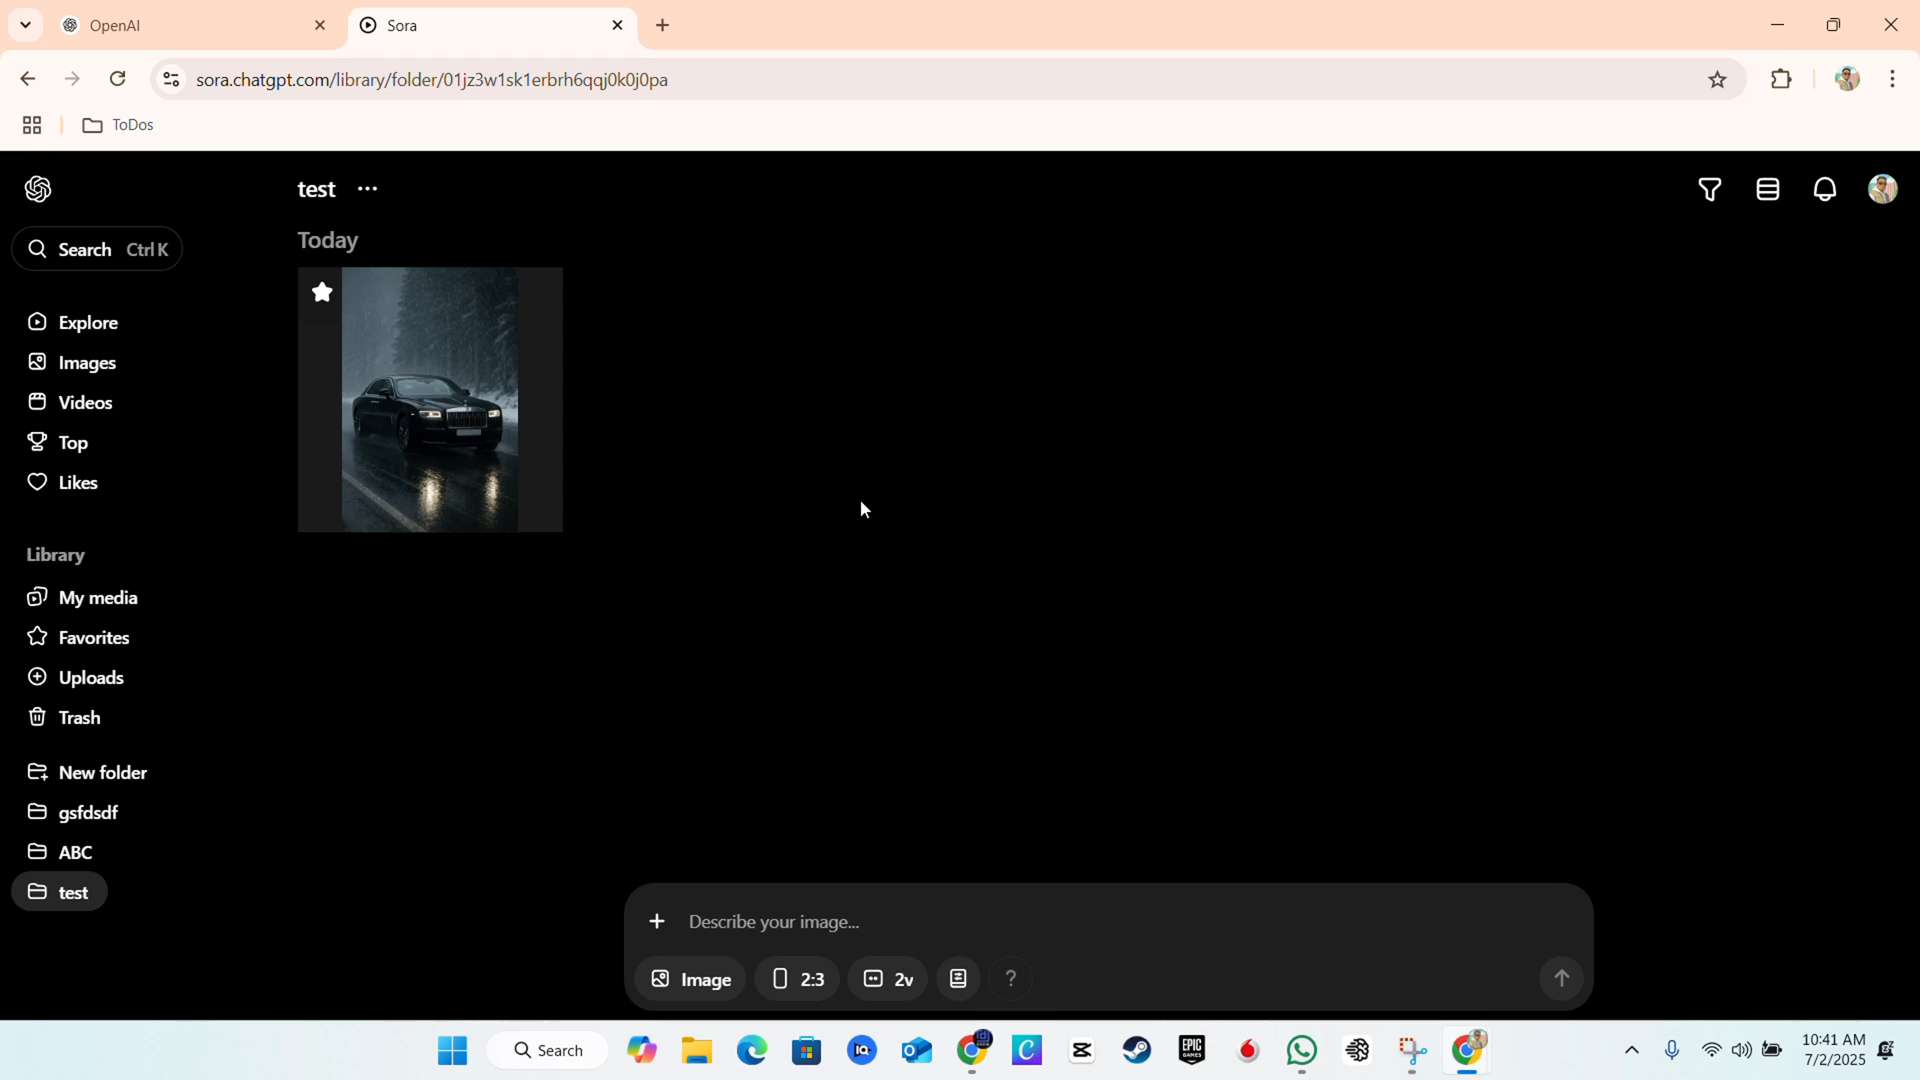 OpenAI
Sora
sora.chatgpt.com/library/folder/01jz3w1sk1erbrh6qqj0k0j0pa
ToDos
test
Search Ctrl K
Today
Explore
Images
Videos
Top
Likes
Library
My media
Favorites
Uploads
Trash
New folder
gsfdsdf
ABC
test
Describe your image...
Image
2:3
2v
?
Search
EPIC GAMES
10:41 AM
7/2/2025